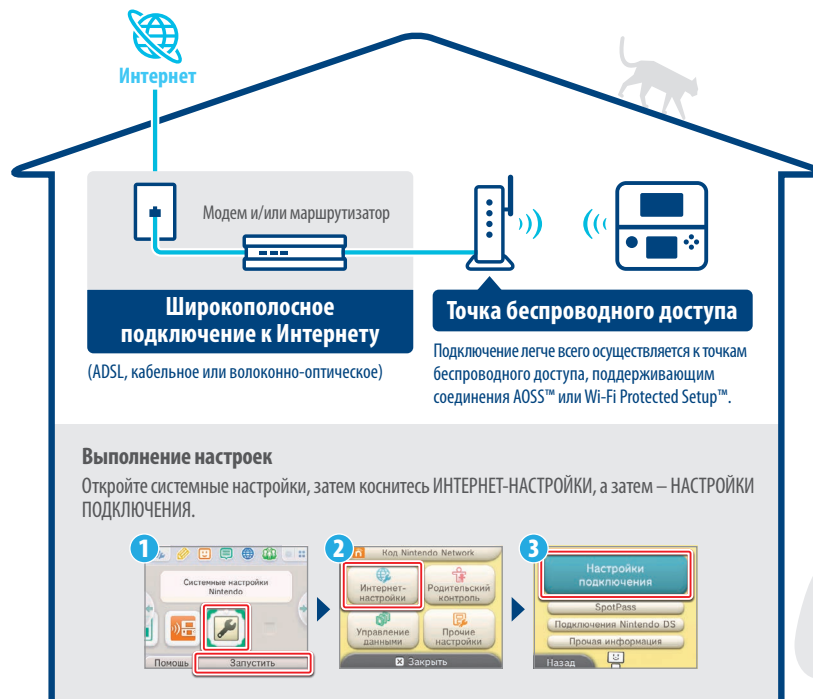 Интернет
Модем и/или маршрутизатор
Широкополосное
подключение к Интернету
(ADSL, кабельное или волоконно-оптическое)
Точка беспроводного доступа
Подключение легче всего осуществляется к точкам
беспроводного доступа, поддерживающим
соединения AOSS™ или Wi-Fi Protected Setup™.
Выполнение настроек
Откройте системные настройки, затем коснитесь ИНТЕРНЕТ-НАСТРОЙКИ, а затем – НАСТРОЙКИ
ПОДКЛЮЧЕНИЯ.
1
Системные настройки
Nintendo
Помощь
Запустить
2
Код Nintendo Network
Интернет-
настройки
Родительский
контроль
Управление
данными
Прочие
настройки
Закрыть
3
Настройки
подключения
SpotPass
Подключения Nintendo DS
Прочая информация
Назад